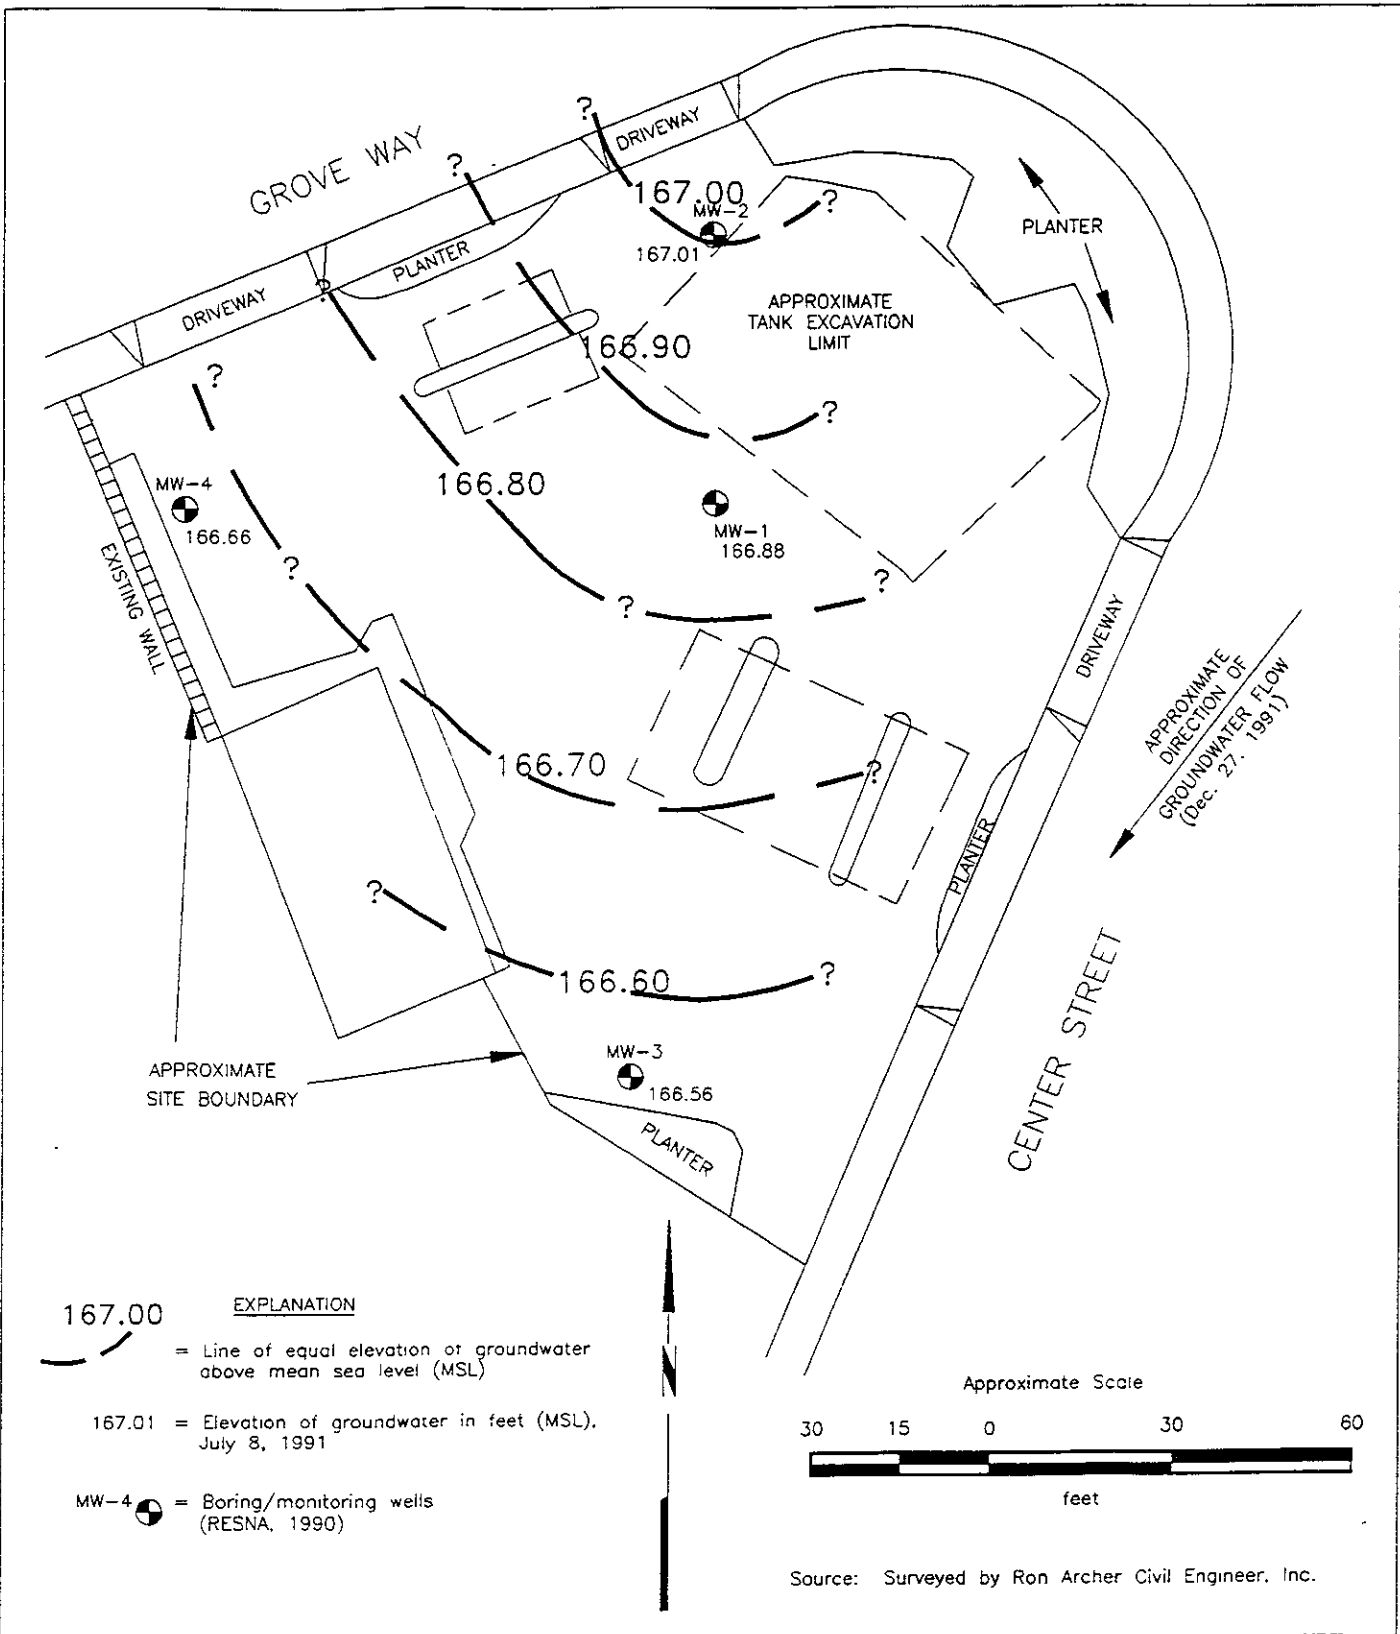 GROVE WAY
?
?
DRIVEWAY
167.00
MW-2
167.01
?
PLANTER
PLANTER
DRIVEWAY
?
APPROXIMATE
TANK EXCAVATION
LIMIT
166.90
?
?
166.80
MW-4
166.66
MW-1
166.88
EXISTING WALL
?
?
?
DRIVEWAY
APPROXIMATE
DIRECTION OF
GROUNDWATER FLOW
(Dec. 27. 1991)
166.70
?
PLANTER
?
166.60
?
CENTER STREET
MW-3
166.56
APPROXIMATE
SITE BOUNDARY
PLANTER
167.00
EXPLANATION
= Line of equal elevation of groundwater
above mean sea level (MSL)
167.01 = Elevation of groundwater in feet (MSL),
July 8, 1991
MW-4 = Boring/monitoring wells
(RESNA, 1990)
Approximate Scale
30 15 0 30 60
feet
Source: Surveyed by Ron Archer Civil Engineer, Inc.